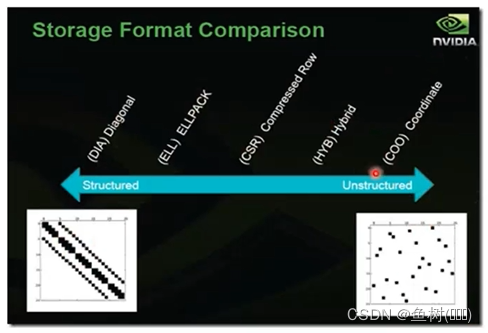 Storage Format Comparison
NVIDIA
(DIA) Diagonal
(ELL) ELLPACK
(CSR) Compressed Row
(HYB) Hybrid
(COO) Coordinate
Structured
Unstructured
CSDN @鱼树(□□□)